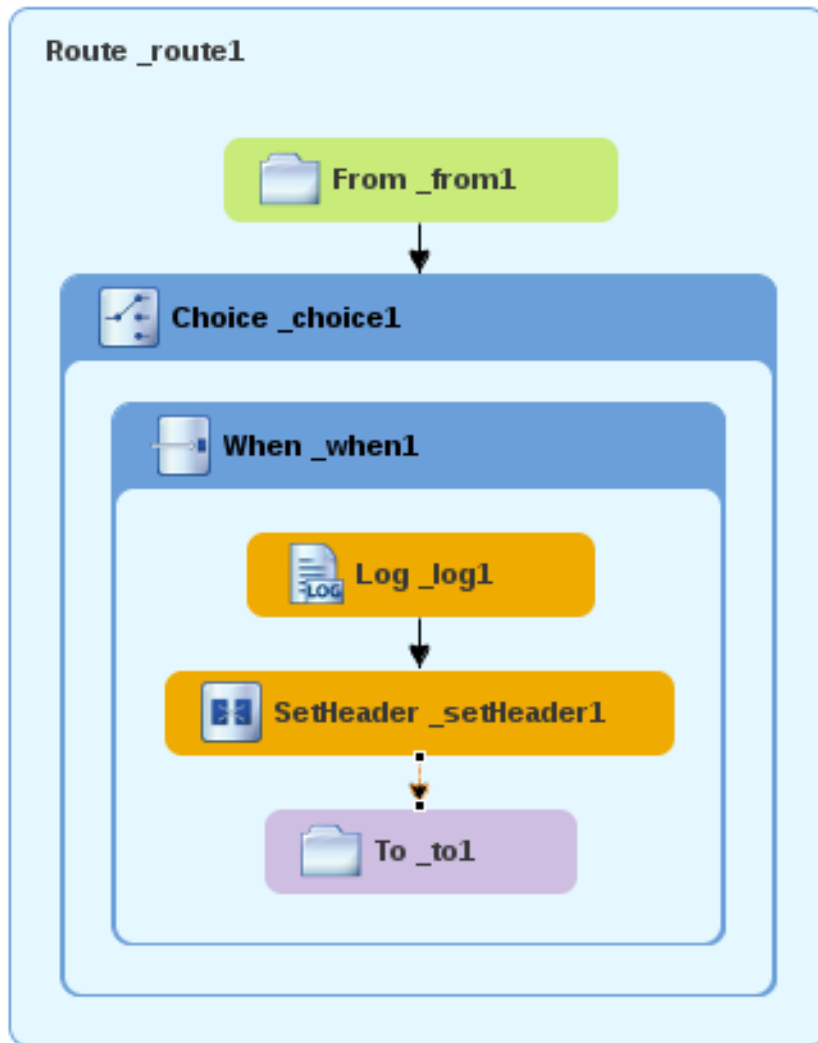 Route _route1
From _from1
Choice _choice1
When _when1
LOG
Log _log1
SetHeader _setHeader1
To _to1